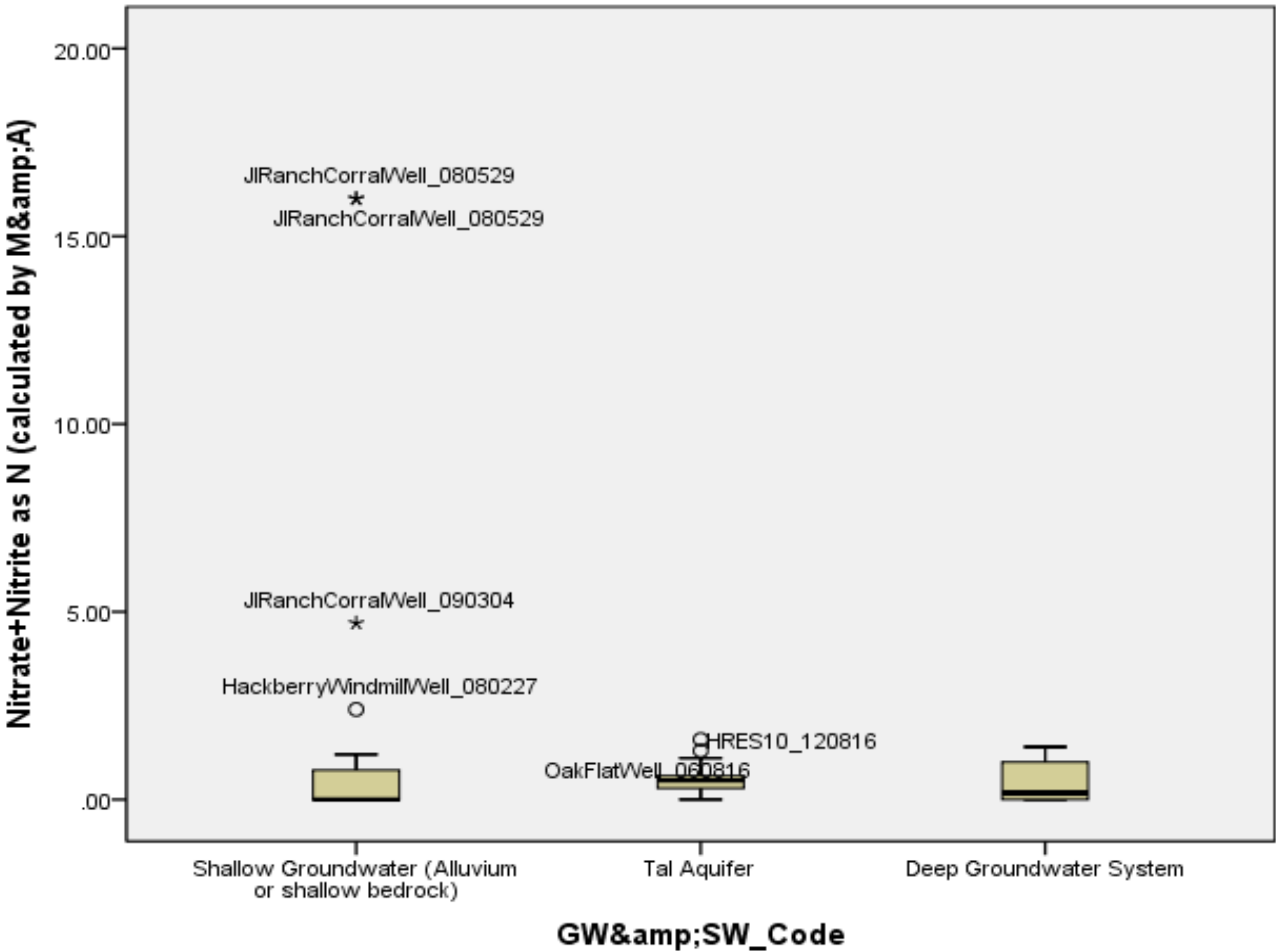 20.00
JIRanchCorralWell_080529
JIRanchCorralWell_080529
15.00
10.00
5.00
JIRanchCorralWell_090304
HackberryWindmillWell_080227
HRES10_120816
OakFlatWell_060816
.00
Nitrate+Nitrite as N (calculated by M&amp;A)
Shallow Groundwater (Alluvium
or shallow bedrock)
Tal Aquifer
Deep Groundwater System
GW&amp;SW_Code